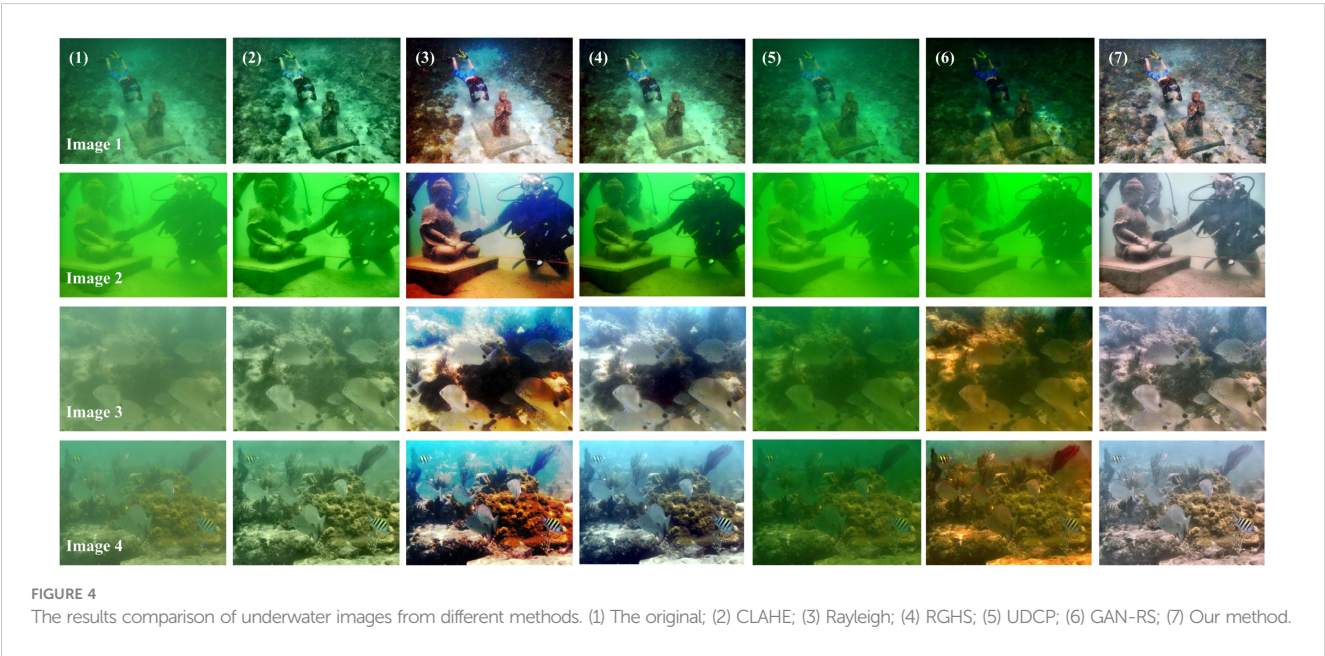 (1) (2) (3) (4) (5) (6) (7)
Image 1
Image 2
Image 3
Image 4
FIGURE 4
The results comparison of underwater images from different methods. (1) The original; (2) CLAHE; (3) Rayleigh; (4) RGHS; (5) UDCP; (6) GAN-RS; (7) Our method.